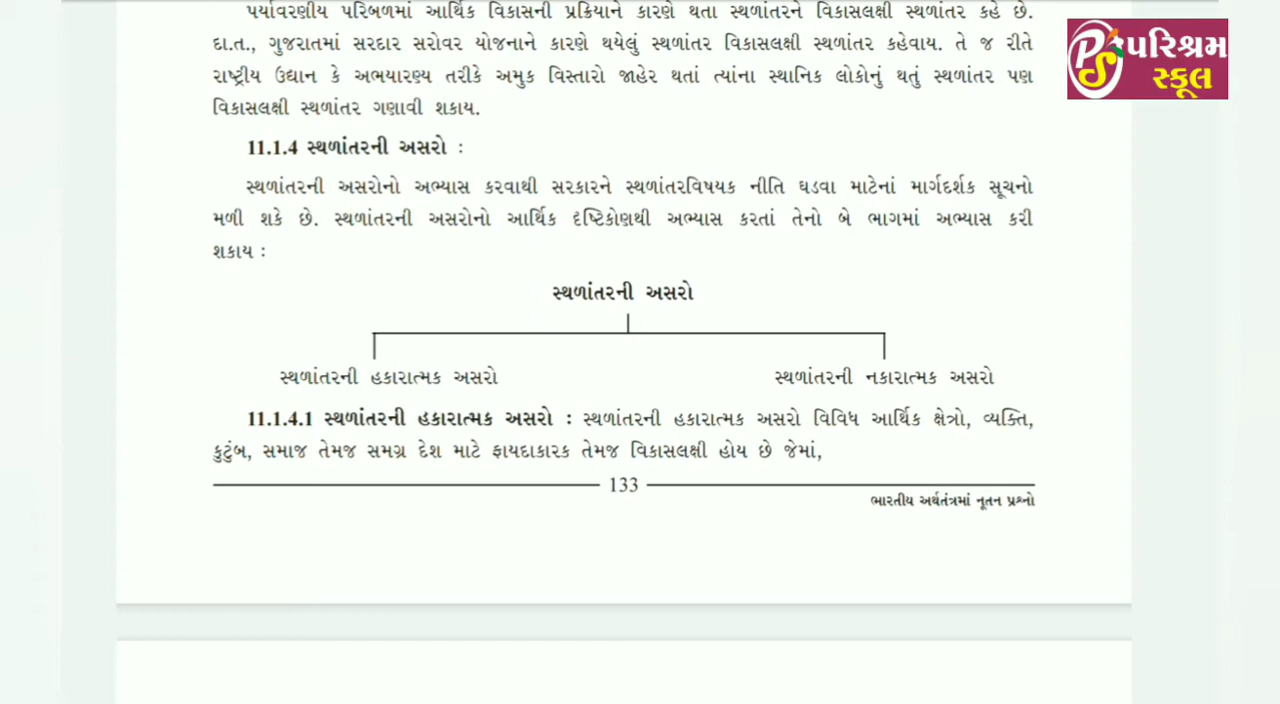 પર્યાવરણીય પરિબળમાં આર્થિક વિકાસની પ્રક્રિયાને કારણે થતા સ્થળાંતરને વિકાસલક્ષી સ્થળાંતર કહે છે.
દા.ત., ગુજરાતમાં સરદાર સરોવર યોજનાને કારણે થયેલું સ્થળાંતર વિકાસલક્ષી સ્થળાંતર કહેવાય. તે જ રીતે
રાષ્ટ્રીય ઉદ્યાન કે અભયારણ્ય તરીકે અમુક વિસ્તારો જાહેર થતાં ત્યાંના સ્થાનિક લોકોનું થતું સ્થળાંતર પણ
વિકાસલક્ષી સ્થળાંતર ગણાવી શકાય.
PS પરિશ્રમ
સ્કૂલ
11.1.4 સ્થળાંતરની અસરો :
સ્થળાંતરની અસરોનો અભ્યાસ કરવાથી સરકારને સ્થળાંતરવિષયક નીતિ ઘડવા માટેનાં માર્ગદર્શક સૂચનો
મળી શકે છે. સ્થળાંતરની અસરોનો આર્થિક દૃષ્ટિકોણથી અભ્યાસ કરતાં તેનો બે ભાગમાં અભ્યાસ કરી
શકાય :
સ્થળાંતરની અસરો
સ્થળાંતરની હકારાત્મક અસરો સ્થળાંતરની નકારાત્મક અસરો
11.1.4.1 સ્થળાંતરની હકારાત્મક અસરો : સ્થળાંતરની હકારાત્મક અસરો વિવિધ આર્થિક ક્ષેત્રો, વ્યક્તિ,
કુટુંબ, સમાજ તેમજ સમગ્ર દેશ માટે ફાયદાકારક તેમજ વિકાસલક્ષી હોય છે જેમાં,
133
ભારતીય અર્થતંત્રમાં નૂતન પ્રશ્નો